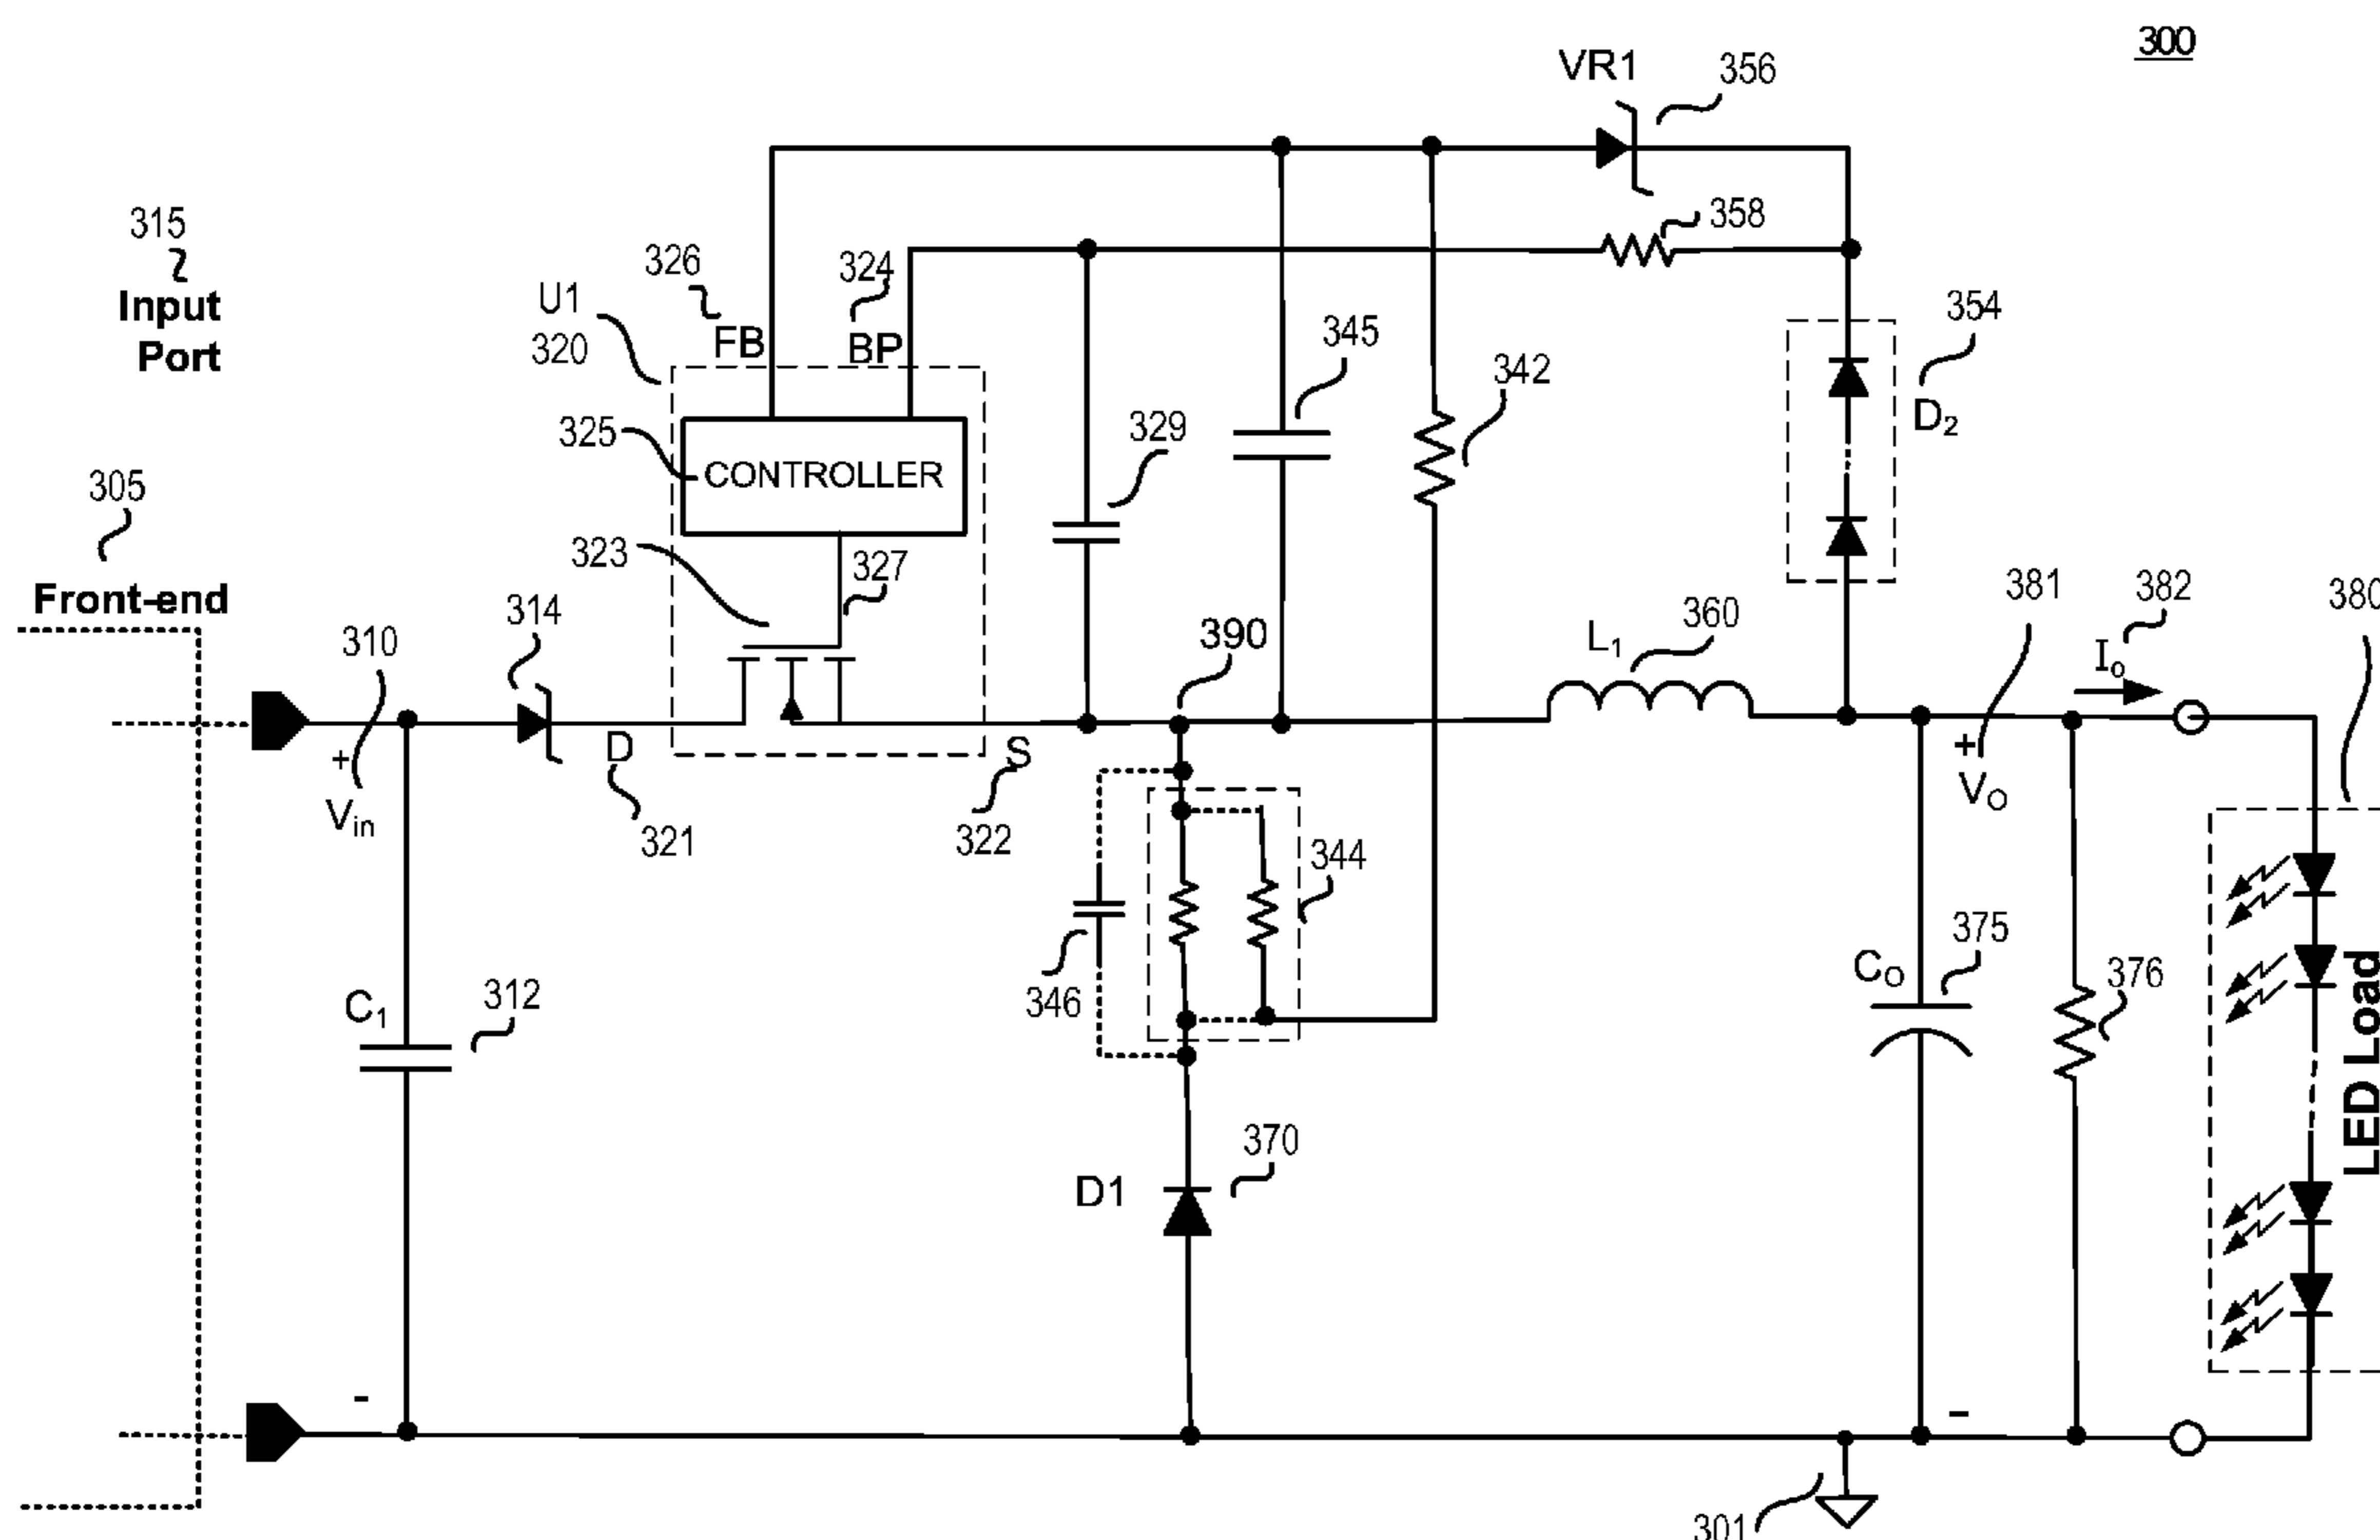 300
VR1
356
315
Input
Port
358
326
324
U1
320
FB
BP
354
345
342
D2
325
CONTROLLER
329
305
323
327
Front-end
314
310
390
L1
360
381
382
380
Io
+
Vin
D
321
S
322
+
VO
344
346
C1
312
CO
375
376
LED Load
D1
370
-
-
301